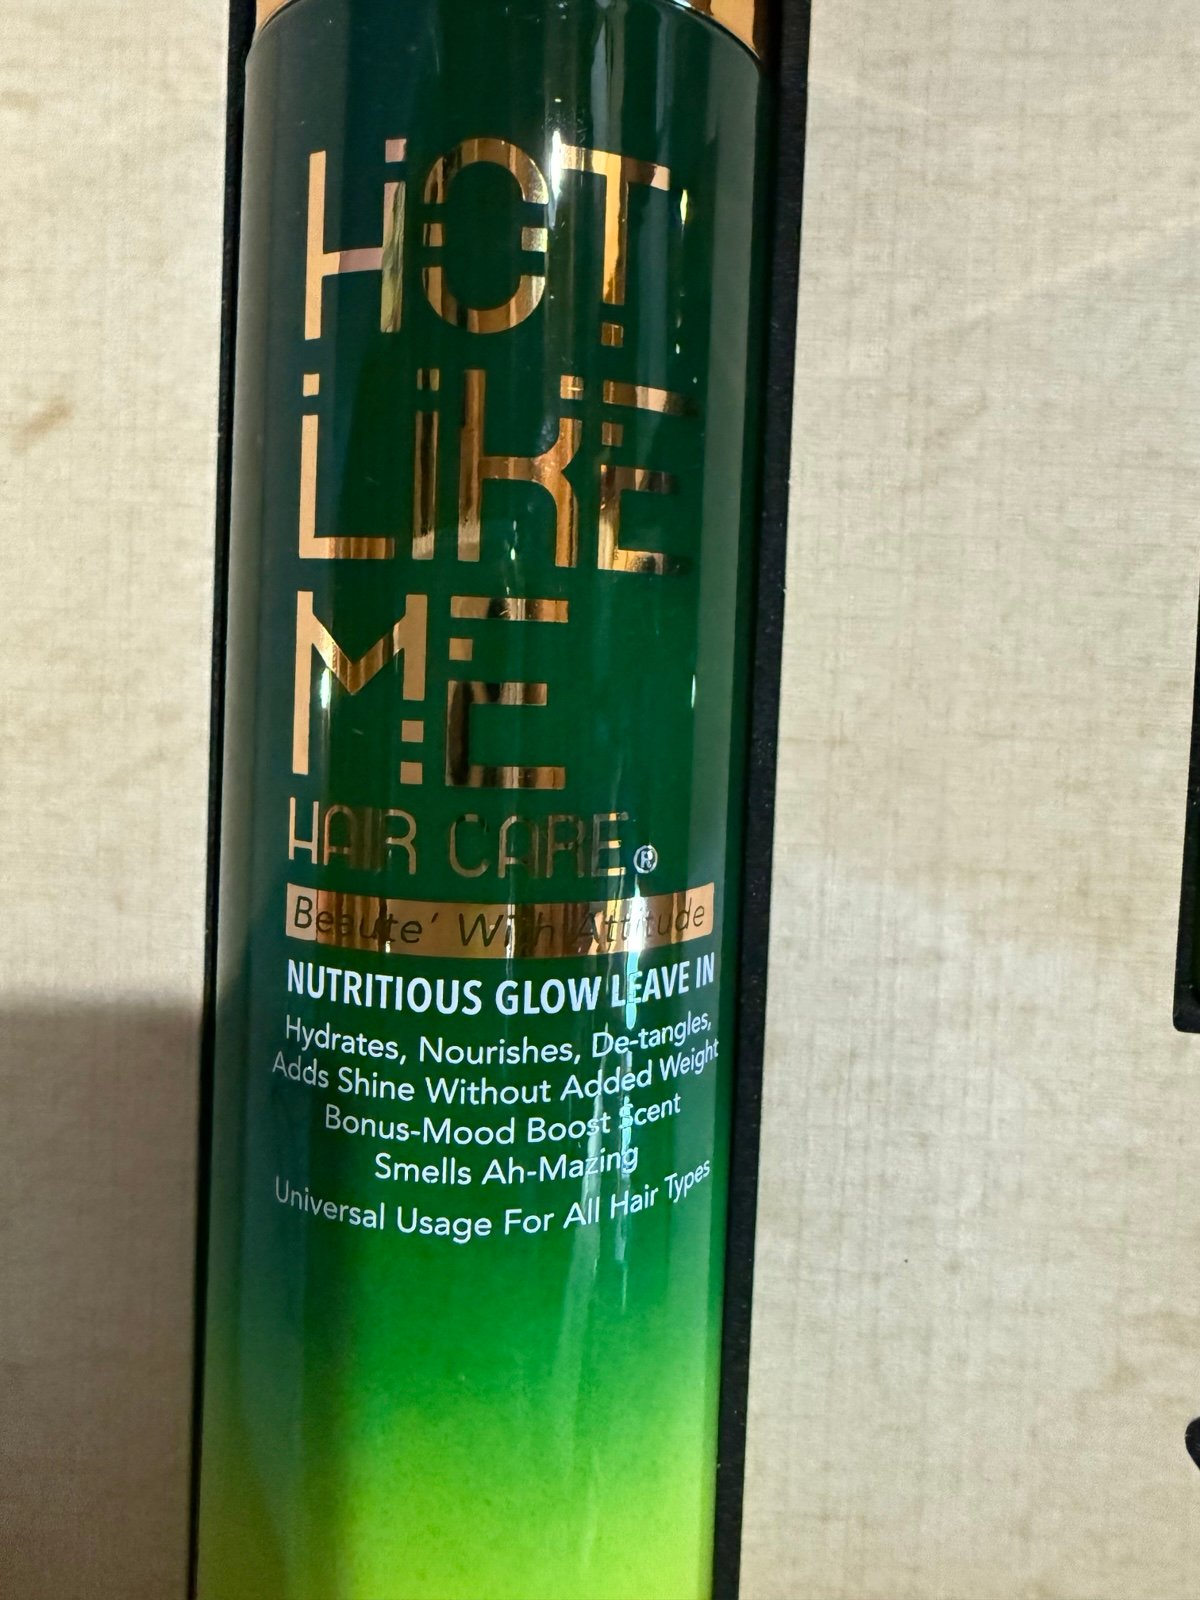 HOT
LIKE
ME
HAIR CARE®
Beaute' With Attitude
NUTRITIOUS GLOW LEAVE IN
Hydrates, Nourishes, De-tangles,
Adds Shine Without Added Weight
Bonus-Mood Boost Scent
Smells Ah-Mazing
Universal Usage For All Hair Types